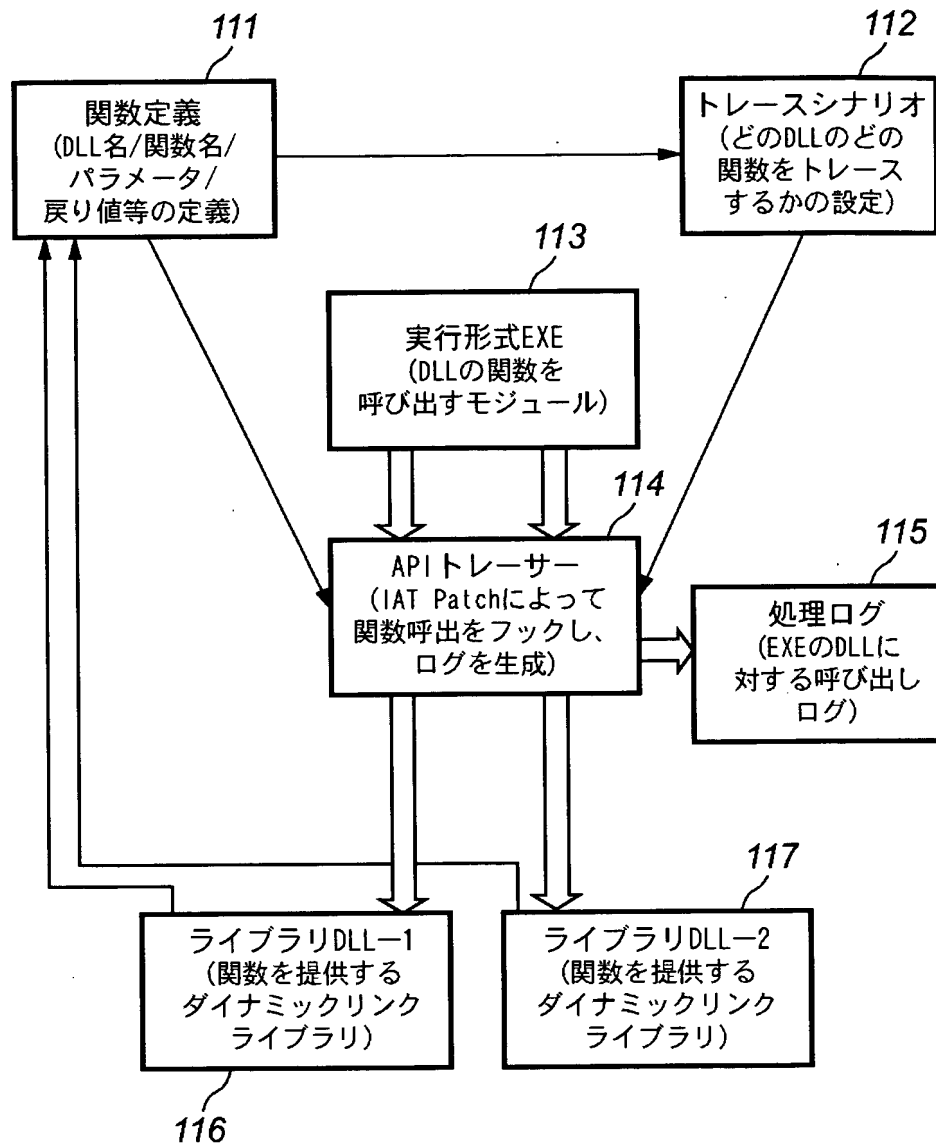 111
関数定義
(DLL名/関数名/
パラメータ/
戻り値等の定義)
112
トレースシナリオ
(どのDLLのどの
関数をトレース
するかの設定)
113
実行形式EXE
(DLLの関数を
呼び出すモジュール)
114
APIトレーサー
(IAT Patchによって
関数呼出をフックし、
ログを生成)
115
処理ログ
(EXEのDLLに
対する呼び出し
ログ)
ライブラリDLL−1
(関数を提供する
ダイナミックリンク
ライブラリ)
116
117
ライブラリDLL−2
(関数を提供する
ダイナミックリンク
ライブラリ)